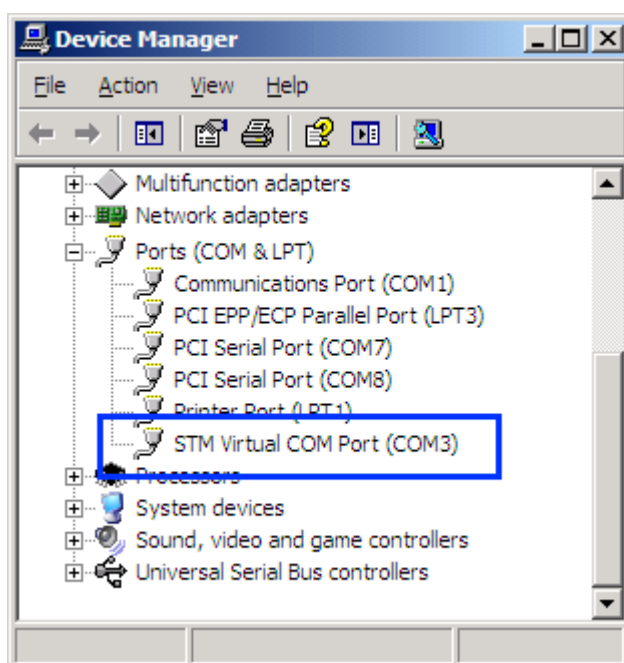 Device Manager
File Action View Help
Multifunction adapters
Network adapters
Ports (COM & LPT)
Communications Port (COM1)
PCI EPP/ECP Parallel Port (LPT3)
PCI Serial Port (COM7)
PCI Serial Port (COM8)
Printer Port (LPT1)
STM Virtual COM Port (COM3)
Processors
System devices
Sound, video and game controllers
Universal Serial Bus controllers